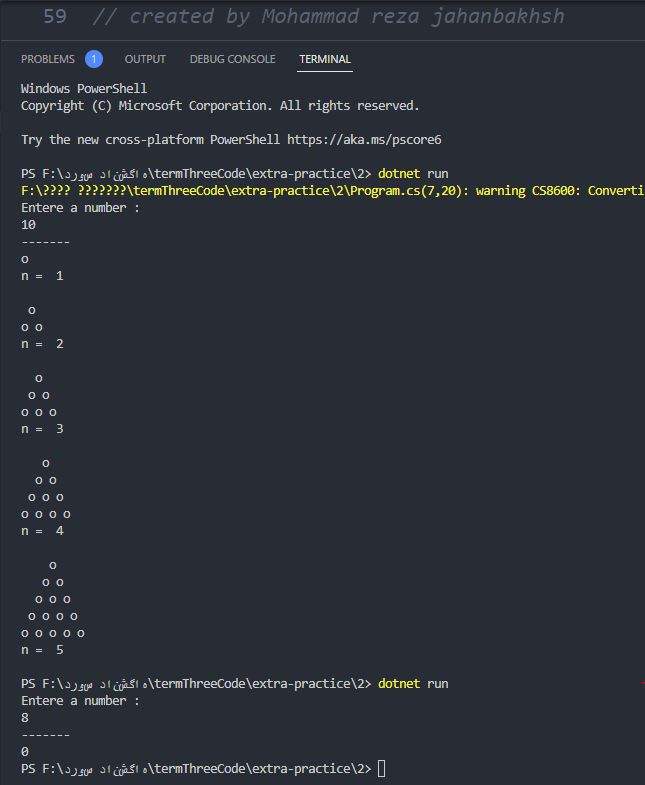 59 // created by Mohammad reza jahanbakhsh
PROBLEMS 1 OUTPUT DEBUG CONSOLE TERMINAL
Windows PowerShell
Copyright (C) Microsoft Corporation. All rights reserved.
Try the new cross-platform PowerShell https://aka.ms/pscore6
PS F:\دروس دانشگاه\termThreeCode\extra-practice\2> dotnet run
F:\???? ???????\termThreeCode\extra-practice\2\Program.cs(7,20): warning CS8600: Converti
Entere a number :
10
-------
o
n =  1
 o
o o
n =  2
  o
 o o
o o o
n =  3
   o
  o o
 o o o
o o o o
n =  4
    o
   o o
  o o o
 o o o o
o o o o o
n =  5
PS F:\دروس دانشگاه\termThreeCode\extra-practice\2> dotnet run
Entere a number :
8
-------
0
PS F:\دروس دانشگاه\termThreeCode\extra-practice\2>